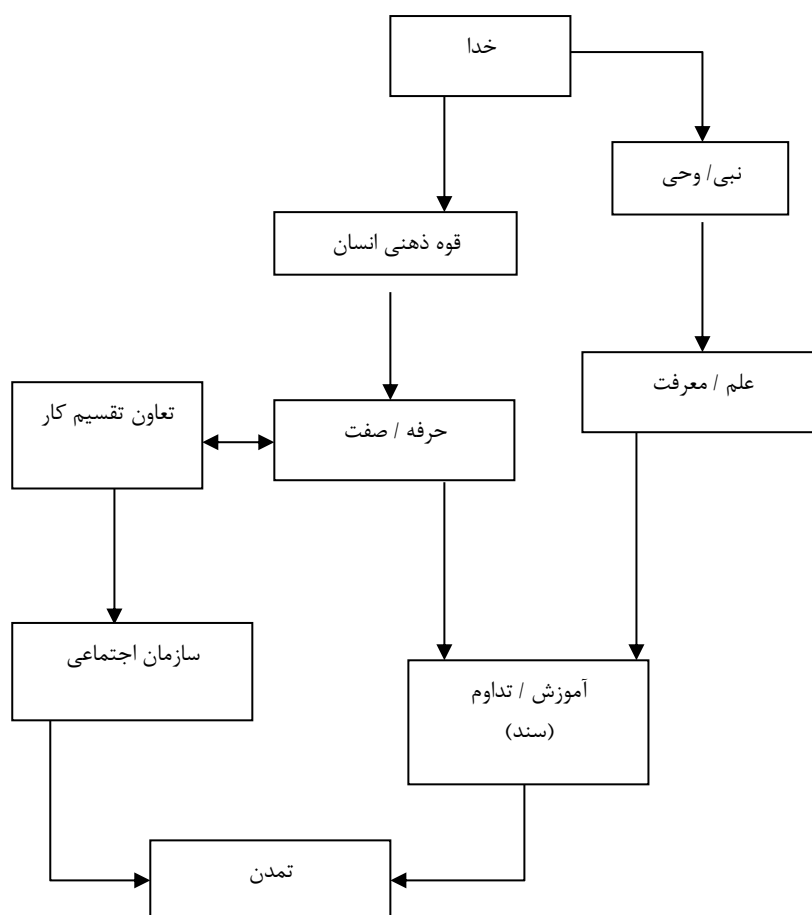 خدا
نبی/ وحی
قوه ذهنی انسان
علم / معرفت
تعاون تقسیم کار
حرفه / صفت
سازمان اجتماعی
آموزش / تداوم
(سند)
تمدن